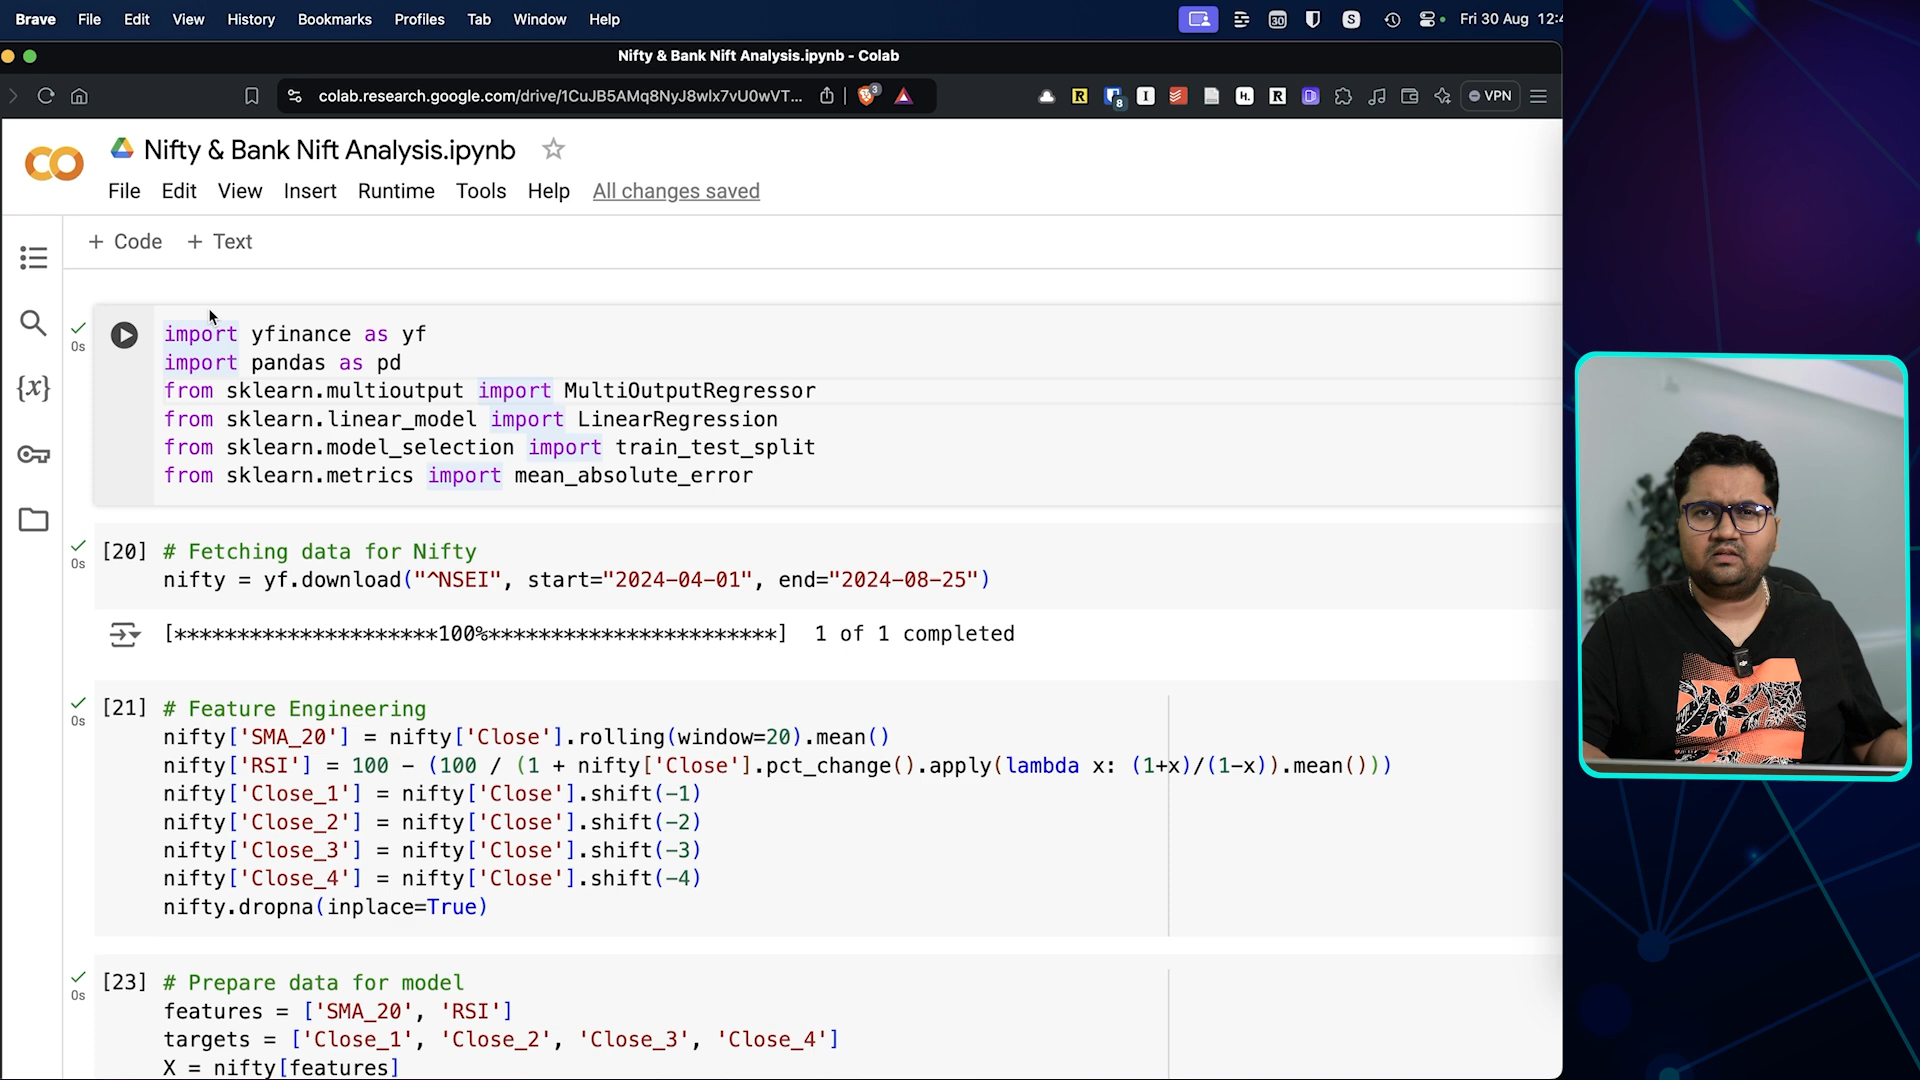 Brave File Edit View History Bookmarks Profiles Tab Window Help 30 S Fri 30 Aug 12:4
Nifty & Bank Nift Analysis.ipynb - Colab
colab.research.google.com/drive/1CuJB5AMq8NyJ8wIx7vU0wVT... 3 R 8 I h. R VPN
Nifty & Bank Nift Analysis.ipynb
File Edit View Insert Runtime Tools Help All changes saved
+ Code + Text
import yfinance as yf
0s
import pandas as pd
from sklearn.multioutput import MultiOutputRegressor
{x}
from sklearn.linear_model import LinearRegression
from sklearn.model_selection import train_test_split
from sklearn.metrics import mean_absolute_error
[20] # Fetching data for Nifty
0s
nifty = yf.download("^NSEI", start="2024-04-01", end="2024-08-25")
[*********************100%***********************] 1 of 1 completed
[21] # Feature Engineering
0s
nifty['SMA_20'] = nifty['Close'].rolling(window=20).mean()
nifty['RSI'] = 100 - (100 / (1 + nifty['Close'].pct_change().apply(lambda x: (1+x)/(1-x)).mean()))
nifty['Close_1'] = nifty['Close'].shift(-1)
nifty['Close_2'] = nifty['Close'].shift(-2)
nifty['Close_3'] = nifty['Close'].shift(-3)
nifty['Close_4'] = nifty['Close'].shift(-4)
nifty.dropna(inplace=True)
[23] # Prepare data for model
0s
features = ['SMA_20', 'RSI']
targets = ['Close_1', 'Close_2', 'Close_3', 'Close_4']
X = nifty[features]